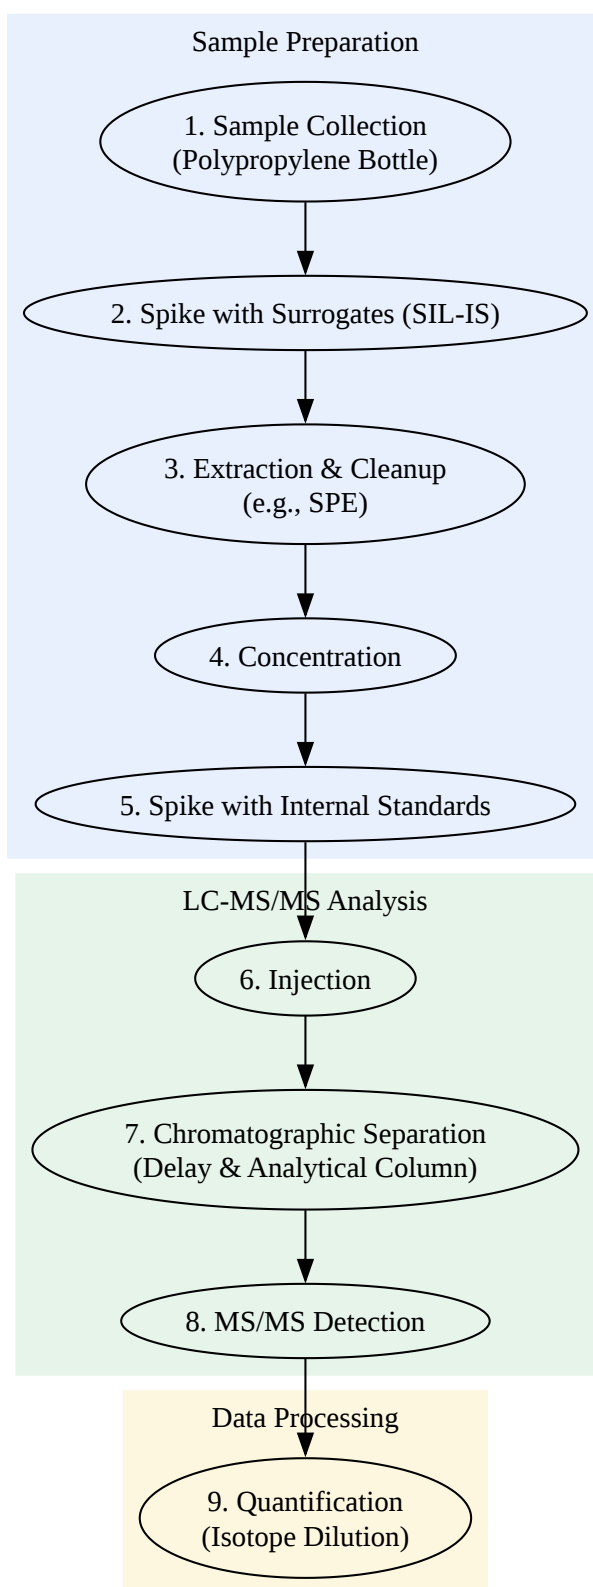 Sample Preparation
1. Sample Collection
(Polypropylene Bottle)
2. Spike with Surrogates (SIL-IS)
3. Extraction & Cleanup
(e.g., SPE)
4. Concentration
5. Spike with Internal Standards
LC-MS/MS Analysis
6. Injection
7. Chromatographic Separation
(Delay & Analytical Column)
8. MS/MS Detection
Data Processing
9. Quantification
(Isotope Dilution)